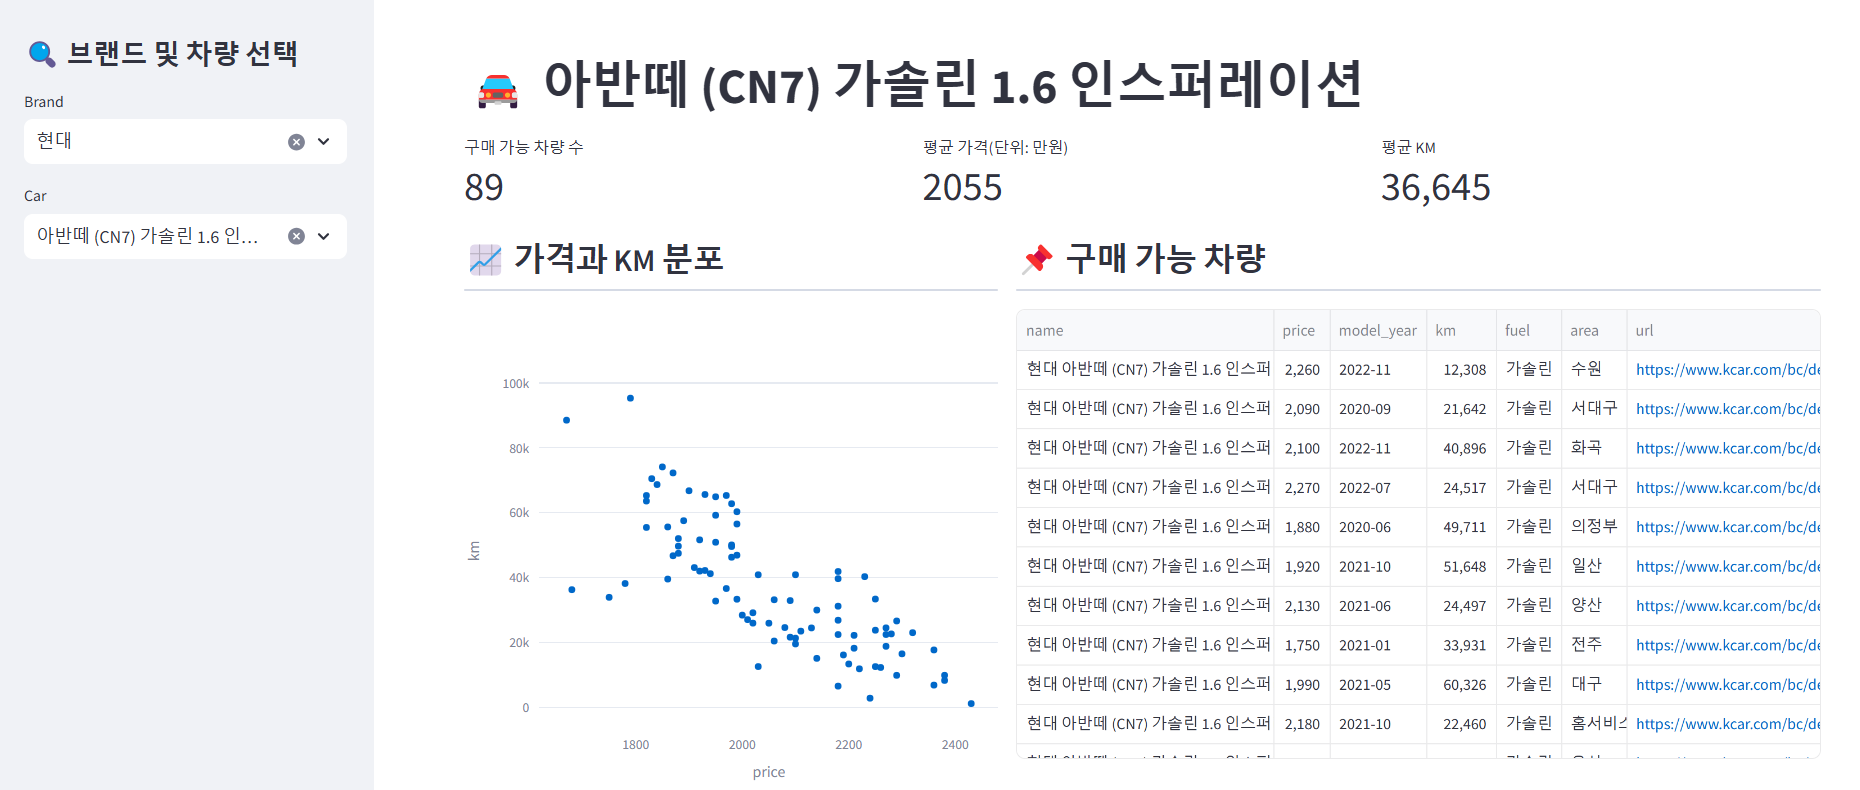 브랜드 및 차량 선택
Brand
현대
Car
아반떼 (CN7) 가솔린 1.6 인...
아반떼 (CN7) 가솔린 1.6 인스퍼레이션
구매 가능 차량 수
89
평균 가격(단위: 만원)
2055
평균 KM
36,645
가격과 KM 분포
100k
80k
60k
40k
20k
0
km
1800 2000 2200 2400
price
구매 가능 차량
name price model_year km fuel area url
현대 아반떼 (CN7) 가솔린 1.6 인스퍼 2,260 2022-11 12,308 가솔린 수원 https://www.kcar.com/bc/de
현대 아반떼 (CN7) 가솔린 1.6 인스퍼 2,090 2020-09 21,642 가솔린 서대구 https://www.kcar.com/bc/de
현대 아반떼 (CN7) 가솔린 1.6 인스퍼 2,100 2022-11 40,896 가솔린 화곡 https://www.kcar.com/bc/de
현대 아반떼 (CN7) 가솔린 1.6 인스퍼 2,270 2022-07 24,517 가솔린 서대구 https://www.kcar.com/bc/de
현대 아반떼 (CN7) 가솔린 1.6 인스퍼 1,880 2020-06 49,711 가솔린 의정부 https://www.kcar.com/bc/de
현대 아반떼 (CN7) 가솔린 1.6 인스퍼 1,920 2021-10 51,648 가솔린 일산 https://www.kcar.com/bc/de
현대 아반떼 (CN7) 가솔린 1.6 인스퍼 2,130 2021-06 24,497 가솔린 양산 https://www.kcar.com/bc/de
현대 아반떼 (CN7) 가솔린 1.6 인스퍼 1,750 2021-01 33,931 가솔린 전주 https://www.kcar.com/bc/de
현대 아반떼 (CN7) 가솔린 1.6 인스퍼 1,990 2021-05 60,326 가솔린 대구 https://www.kcar.com/bc/de
현대 아반떼 (CN7) 가솔린 1.6 인스퍼 2,180 2021-10 22,460 가솔린 홈서비스 https://www.kcar.com/bc/de